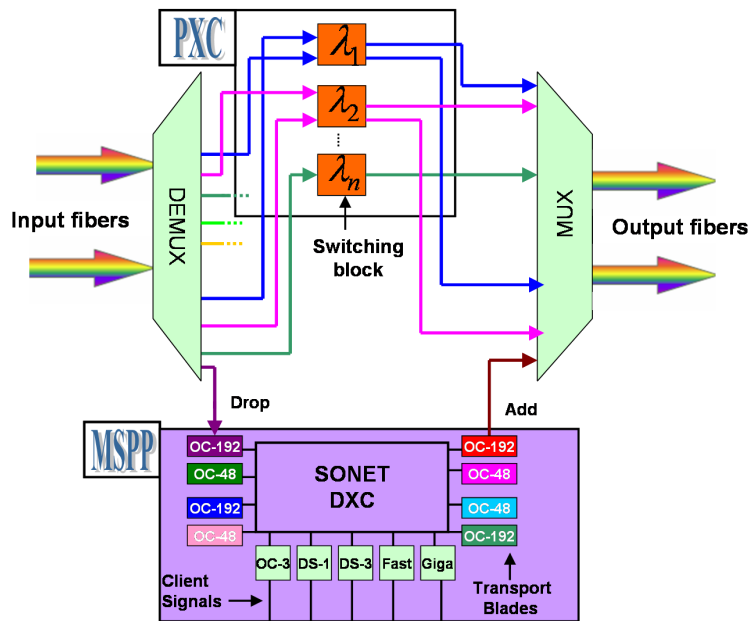 PXC
λ1
λ2
λn
DEMUX
MUX
Input fibers
Output fibers
Switching
block
Drop
Add
MSPP
OC-192
OC-48
OC-192
OC-48
SONET
DXC
OC-192
OC-48
OC-48
OC-192
OC-3
DS-1
DS-3
Fast
Giga
Client
Signals
Transport
Blades